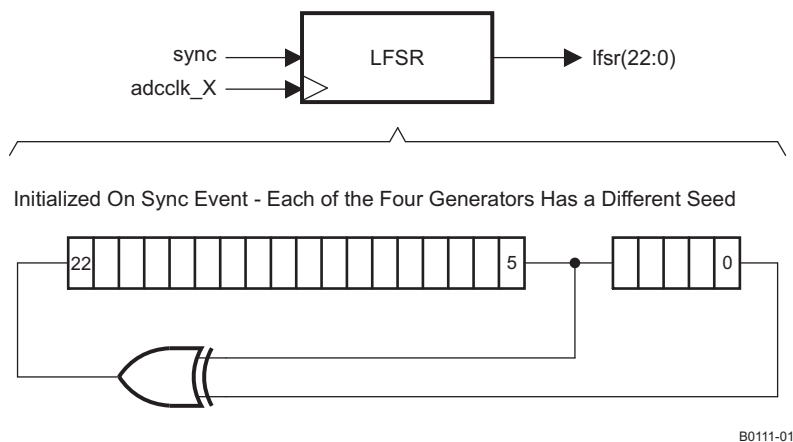 sync
adcclk_X
LFSR
lfsr(22:0)
Initialized On Sync Event - Each of the Four Generators Has a Different Seed
22
5
0
B0111-01